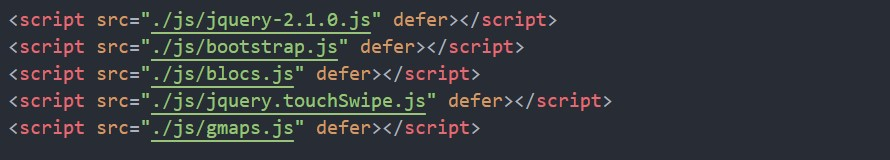 <script src="./js/jquery-2.1.0.js" defer></script>
<script src="./js/bootstrap.js" defer></script>
<script src="./js/blocs.js" defer></script>
<script src="./js/jquery.touchSwipe.js" defer></script>
<script src="./js/gmaps.js" defer></script>